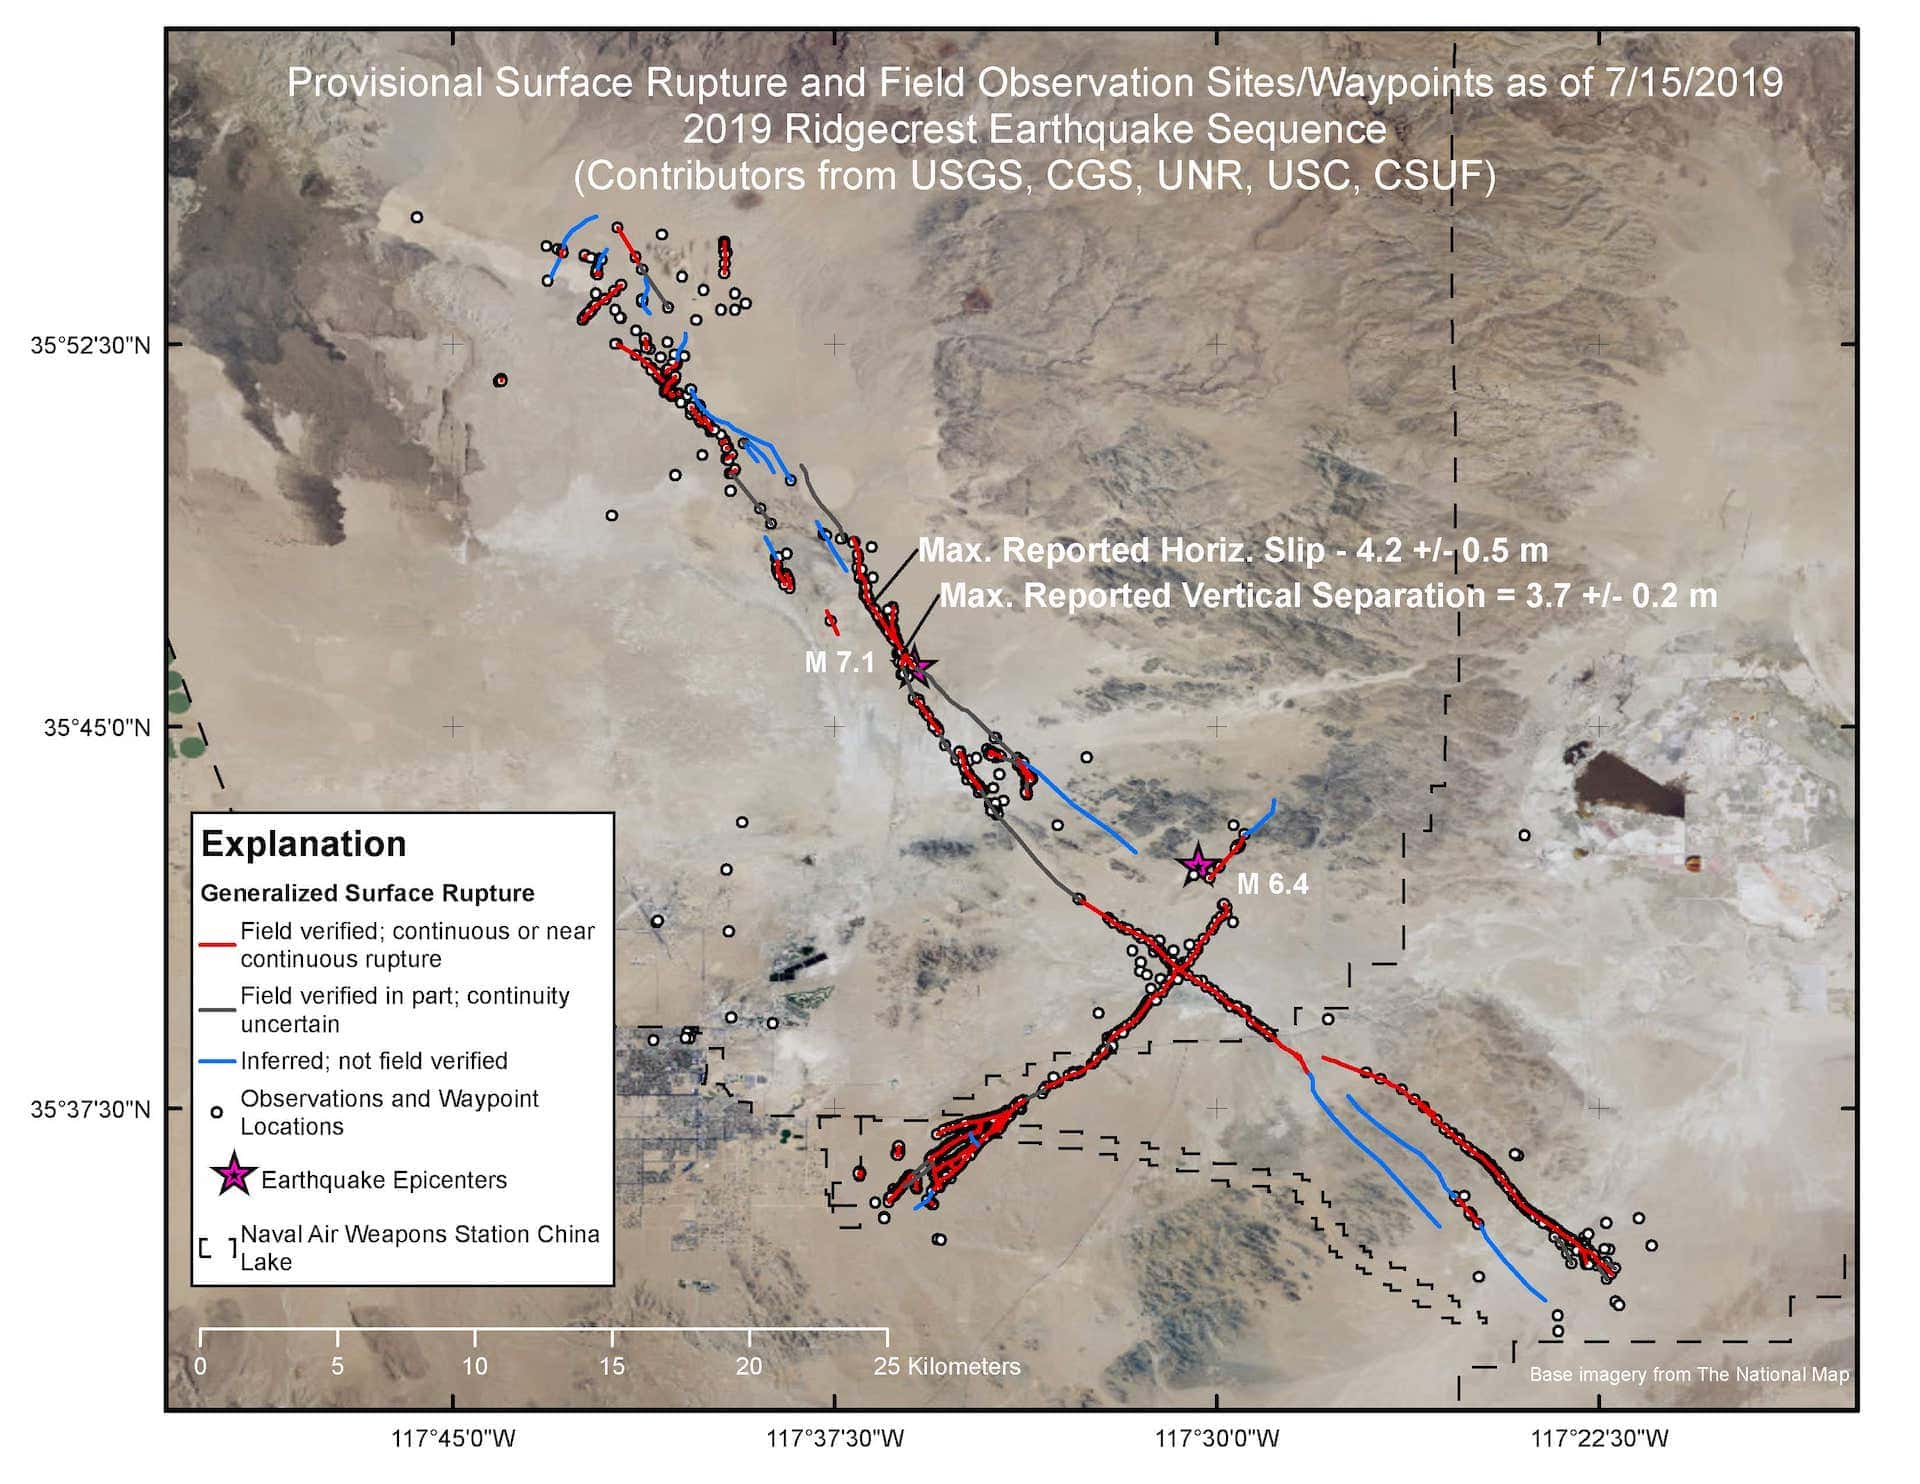 Provisional Surface Rupture and Field Observation Sites/Waypoints as of 7/15/2019
2019 Ridgecrest Earthquake Sequence
(Contributors from USGS, CGS, UNR, USC, CSUF)
35°52'30"N
Max. Reported Horiz. Slip - 4.2 +/- 0.5 m
Max. Reported Vertical Separation = 3.7 +/- 0.2 m
M 7.1
35°45'0"N
M 6.4
35°37'30"N
Explanation
Generalized Surface Rupture
Field verified; continuous or near
continuous rupture
Field verified in part; continuity
uncertain
Inferred; not field verified
Observations and Waypoint
Locations
Earthquake Epicenters
Naval Air Weapons Station China
Lake
0 5 10 15 20 25 Kilometers
Base imagery from The National Map
117°45'0"W 117°37'30"W 117°30'0"W 117°22'30"W